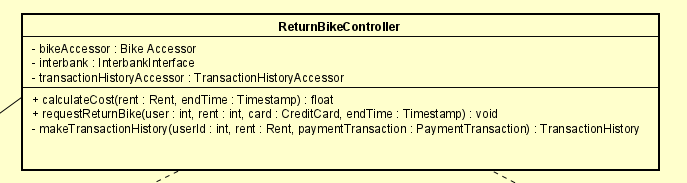 ReturnBikeController
- bikeAccessor : Bike Accessor
- interbank : InterbankInterface
- transactionHistoryAccessor : TransactionHistoryAccessor
+ calculateCost(rent : Rent, endTime : Timestamp) : float
+ requestReturnBike(user : int, rent : int, card : CreditCard, endTime : Timestamp) : void
- makeTransactionHistory(userId : int, rent : Rent, paymentTransaction : PaymentTransaction) : TransactionHistory